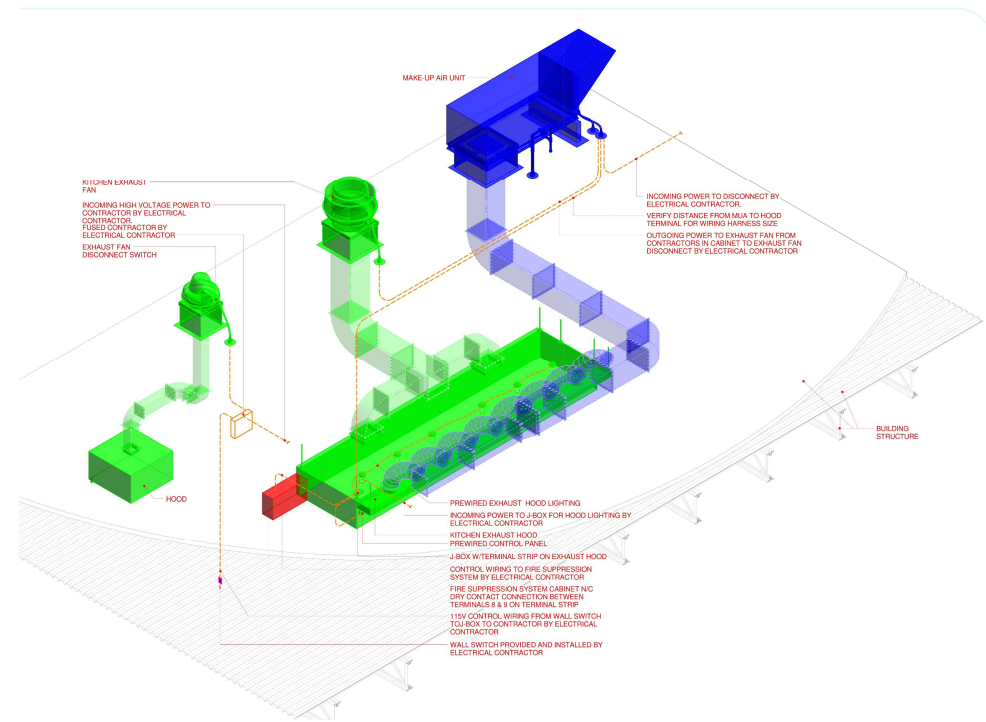 MAKE-UP AIR UNIT
KITCHEN EXHAUST
FAN
INCOMING HIGH VOLTAGE POWER TO
CONTRACTOR BY ELECTRICAL
CONTRACTOR.
FUSED CONTRACTOR BY
ELECTRICAL CONTRACTOR
EXHAUST FAN
DISCONNECT SWITCH
INCOMING POWER TO DISCONNECT BY
ELECTRICAL CONTRACTOR.
VERIFY DISTANCE FROM MUA TO HOOD
TERMINAL FOR WIRING HARNESS SIZE
OUTGOING POWER TO EXHAUST FAN FROM
CONTRACTORS IN CABINET TO EXHAUST FAN
DISCONNECT BY ELECTRICAL CONTRACTOR
BUILDING
STRUCTURE
HOOD
PREWIRED EXHAUST HOOD LIGHTING
INCOMING POWER TO J-BOX FOR HOOD LIGHTING BY
ELECTRICAL CONTRACTOR
KITCHEN EXHAUST HOOD
PREWIRED CONTROL PANEL
J-BOX W/TERMINAL STRIP ON EXHAUST HOOD
CONTROL WIRING TO FIRE SUPPRESSION
SYSTEM BY ELECTRICAL CONTRACTOR
FIRE SUPPRESSION SYSTEM CABINET N/C
DRY CONTACT CONNECTION BETWEEN
TERMINALS 8 & 9 ON TERMINAL STRIP
115V CONTROL WIRING FROM WALL SWITCH
TOJ-BOX TO CONTRACTOR BY ELECTRICAL
CONTRACTOR
WALL SWITCH PROVIDED AND INSTALLED BY
ELECTRICAL CONTRACTOR